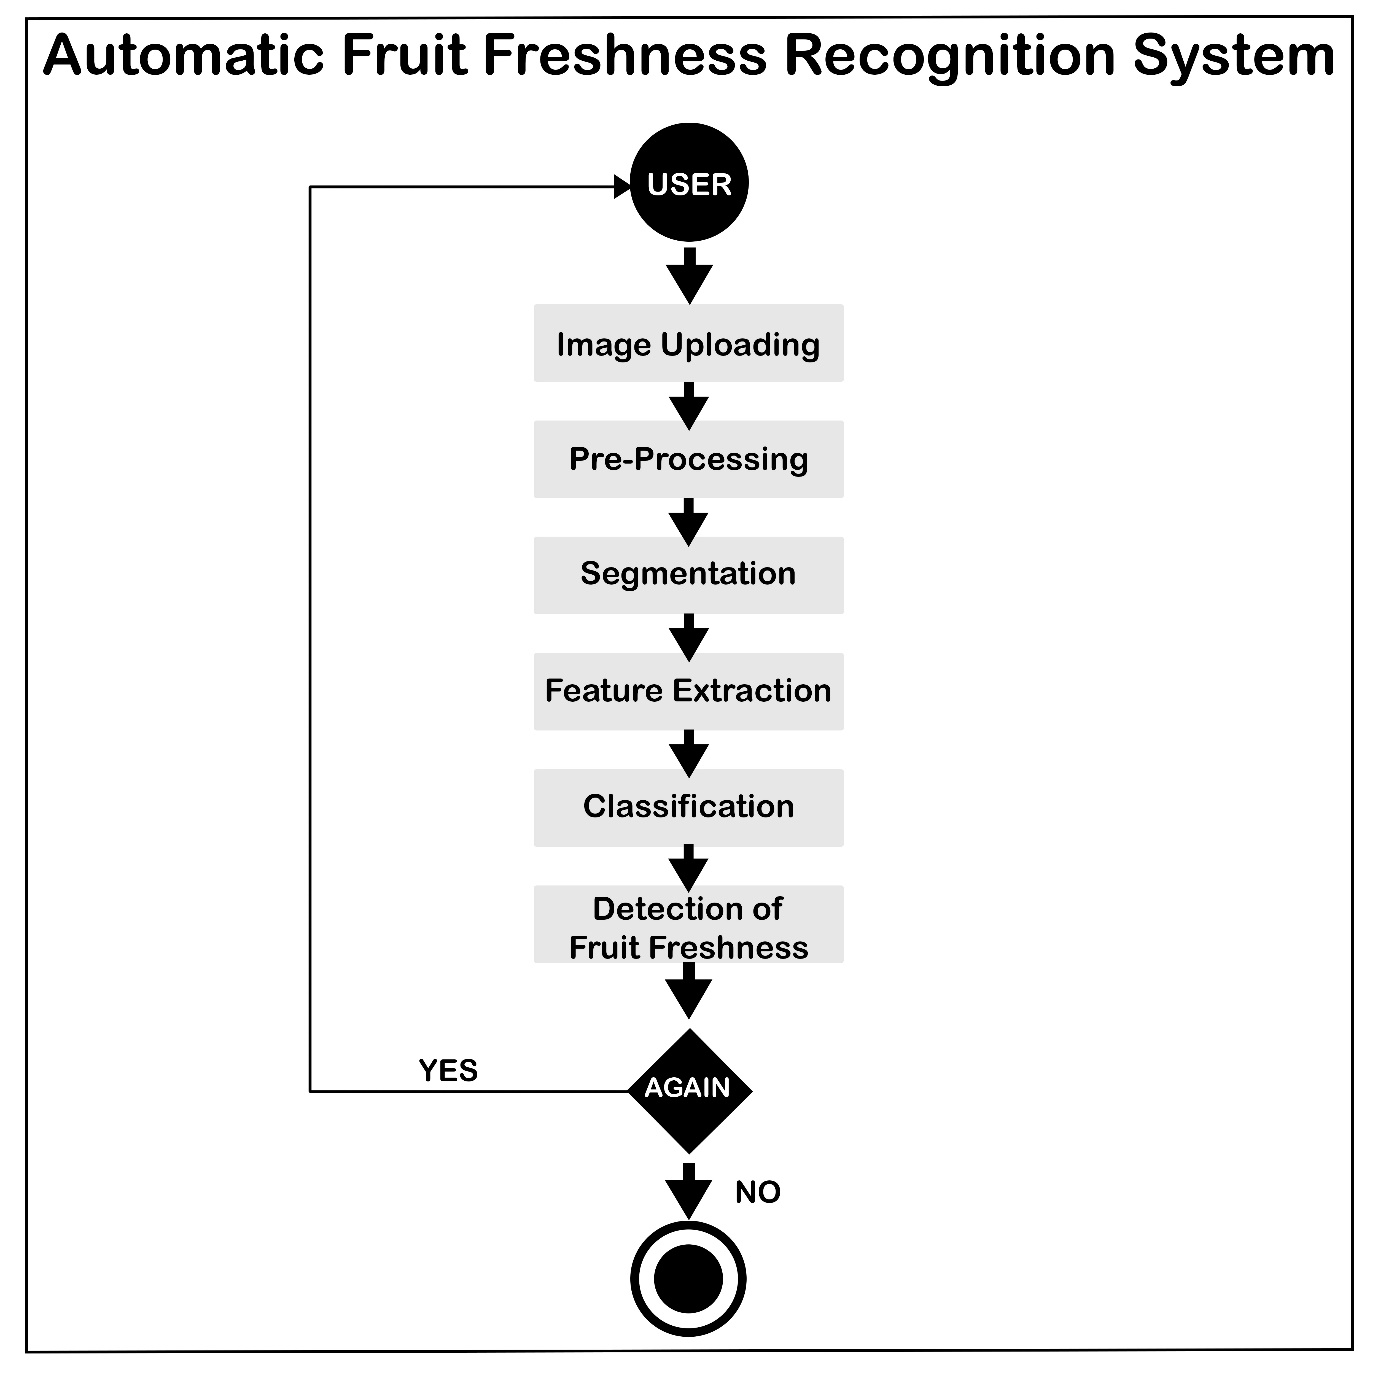 Automatic Fruit Freshness Recognition System
USER
Image Uploading
Pre-Processing
Segmentation
Feature Extraction
Classification
Detection of
Fruit Freshness
YES
AGAIN
NO